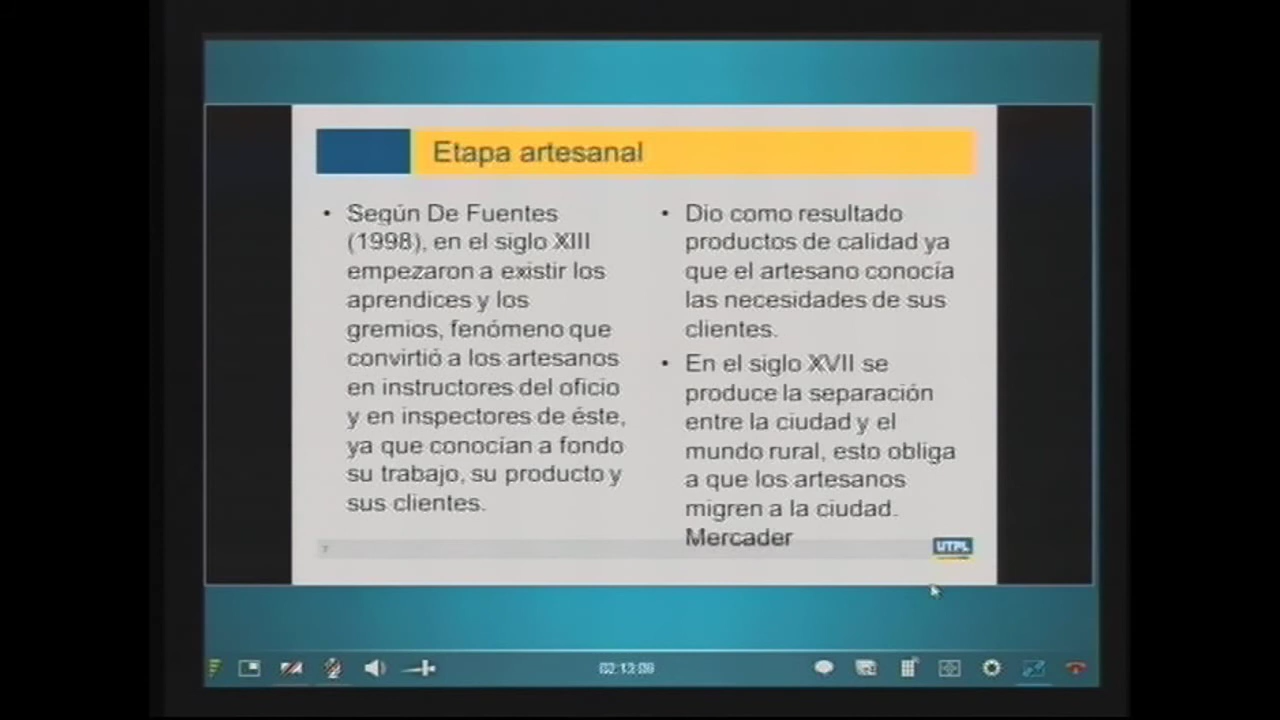 Etapa artesanal
• Según De Fuentes
(1998), en el siglo XIII
empezaron a existir los
aprendices y los
gremios, fenómeno que
convirtió a los artesanos
en instructores del oficio
y en inspectores de éste,
ya que conocían a fondo
su trabajo, su producto y
sus clientes.
• Dio como resultado
productos de calidad ya
que el artesano conocía
las necesidades de sus
clientes.
• En el siglo XVII se
produce la separación
entre la ciudad y el
mundo rural, esto obliga
a que los artesanos
migren a la ciudad.
Mercader
7
UTPL